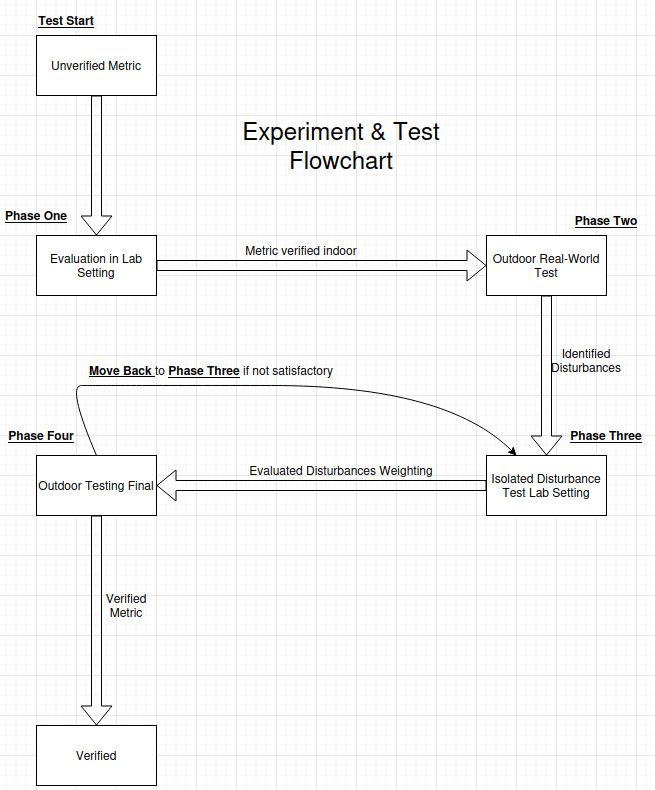 Test Start
Unverified Metric
Experiment & Test
Flowchart
Phase One
Phase Two
Evaluation in Lab
Setting
Metric verified indoor
Outdoor Real-World
Test
Identified
Disturbances
Move Back to Phase Three if not satisfactory
Phase Four
Phase Three
Outdoor Testing Final
Evaluated Disturbances Weighting
Isolated Disturbance
Test Lab Setting
Verified
Metric
Verified